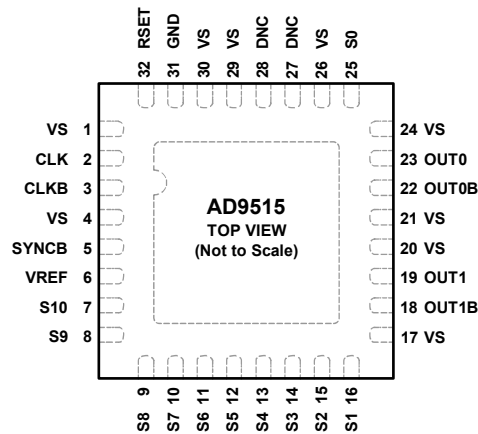 32 RSET
31 GND
30 VS
29 VS
28 DNC
27 DNC
26 VS
25 S0
VS 1
CLK 2
CLKB 3
VS 4
SYNCB 5
VREF 6
S10 7
S9 8
AD9515
TOP VIEW
(Not to Scale)
24 VS
23 OUT0
22 OUT0B
21 VS
20 VS
19 OUT1
18 OUT1B
17 VS
S8 9
S7 10
S6 11
S5 12
S4 13
S3 14
S2 15
S1 16